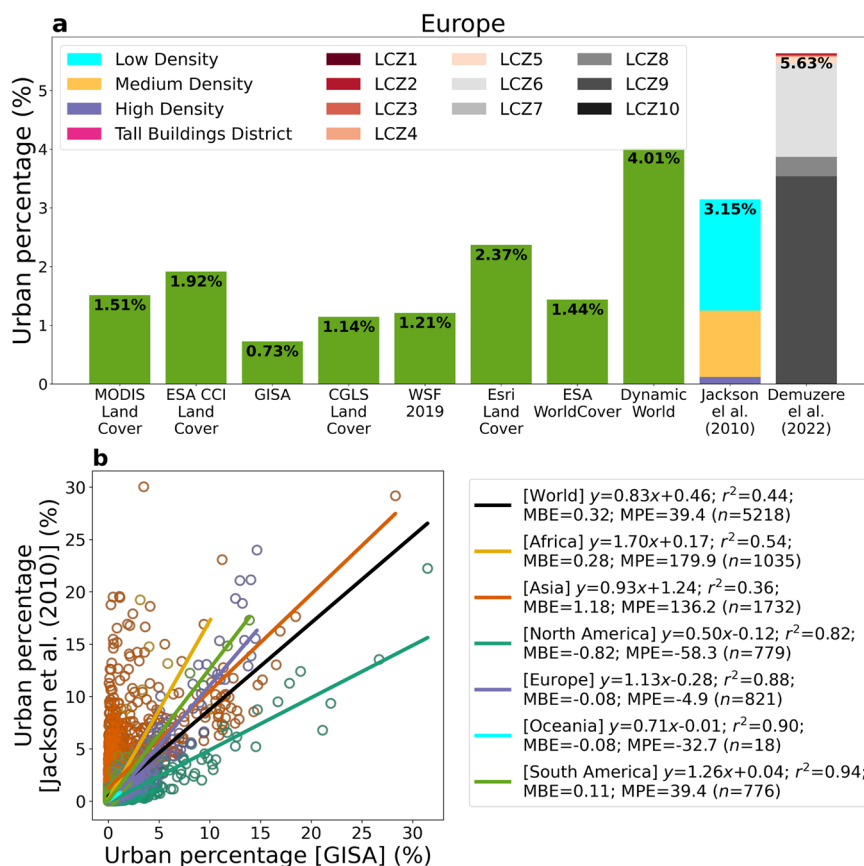 a
Europe
Urban percentage (%)
5
4
3
2
1
0
Low Density
Medium Density
High Density
Tall Buildings District
LCZ1
LCZ2
LCZ3
LCZ4
LCZ5
LCZ6
LCZ7
LCZ8
LCZ9
LCZ10
1.51%
1.92%
0.73%
1.14%
1.21%
2.37%
1.44%
4.01%
3.15%
5.63%
MODIS
Land
Cover
ESA CCI
Land
Cover
GISA
CGLS
Land
Cover
WSF
2019
Esri
Land
Cover
ESA
WorldCover
Dynamic
World
Jackson
el al.
(2010)
Demuzere
el al.
(2022)
b
Urban percentage
[Jackson et al. (2010)] (%)
30
25
20
15
10
5
0
0
5
10
15
20
25
30
Urban percentage [GISA] (%)
[World] y=0.83x+0.46; r²=0.44;
MBE=0.32; MPE=39.4 (n=5218)
[Africa] y=1.70x+0.17; r²=0.54;
MBE=0.28; MPE=179.9 (n=1035)
[Asia] y=0.93x+1.24; r²=0.36;
MBE=1.18; MPE=136.2 (n=1732)
[North America] y=0.50x-0.12; r²=0.82;
MBE=-0.82; MPE=-58.3 (n=779)
[Europe] y=1.13x-0.28; r²=0.88;
MBE=-0.08; MPE=-4.9 (n=821)
[Oceania] y=0.71x-0.01; r²=0.90;
MBE=-0.08; MPE=-32.7 (n=18)
[South America] y=1.26x+0.04; r²=0.94;
MBE=0.11; MPE=39.4 (n=776)